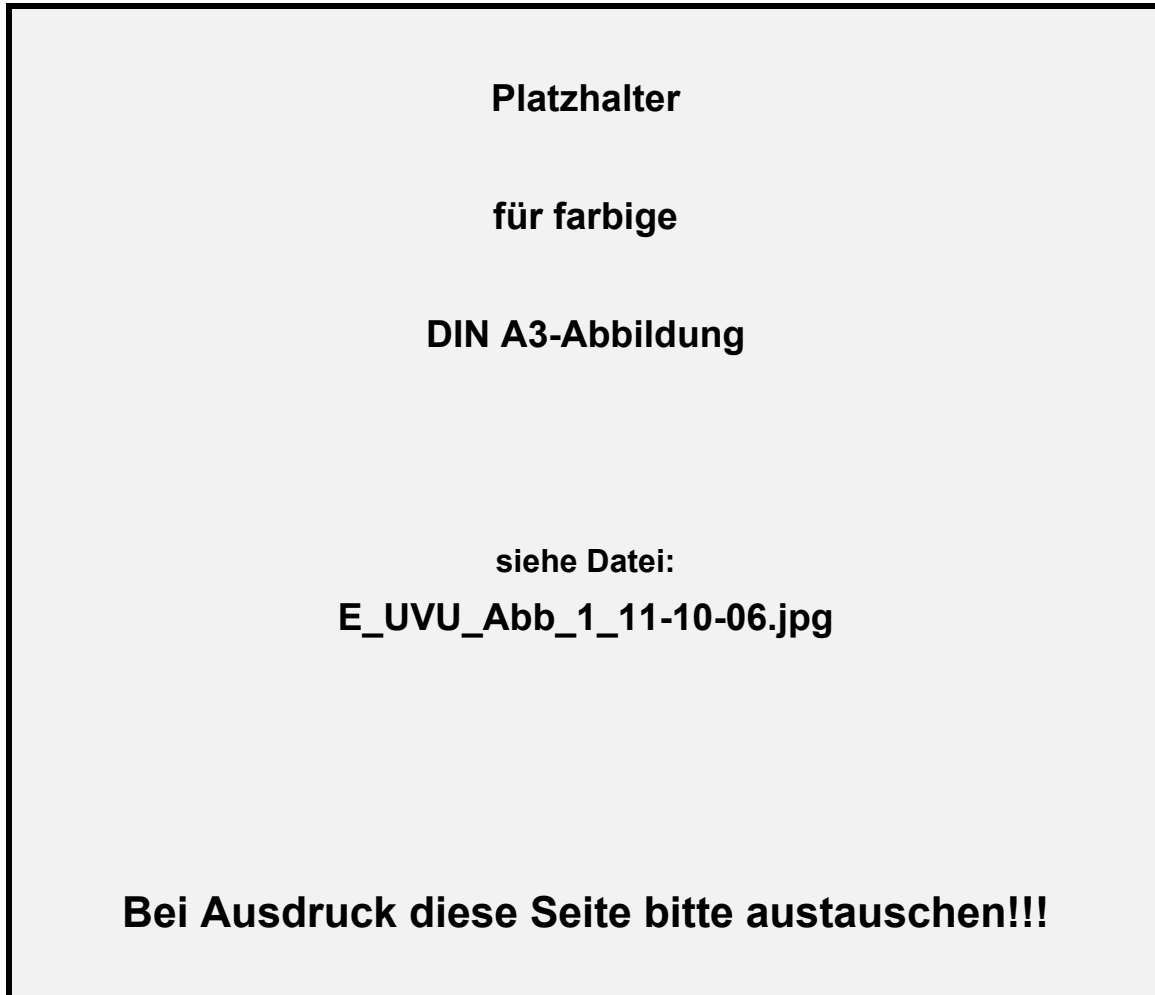 Platzhalter
für farbige
DIN A3-Abbildung
siehe Datei:
E_UVU_Abb_1_11-10-06.jpg
Bei Ausdruck diese Seite bitte austauschen!!!